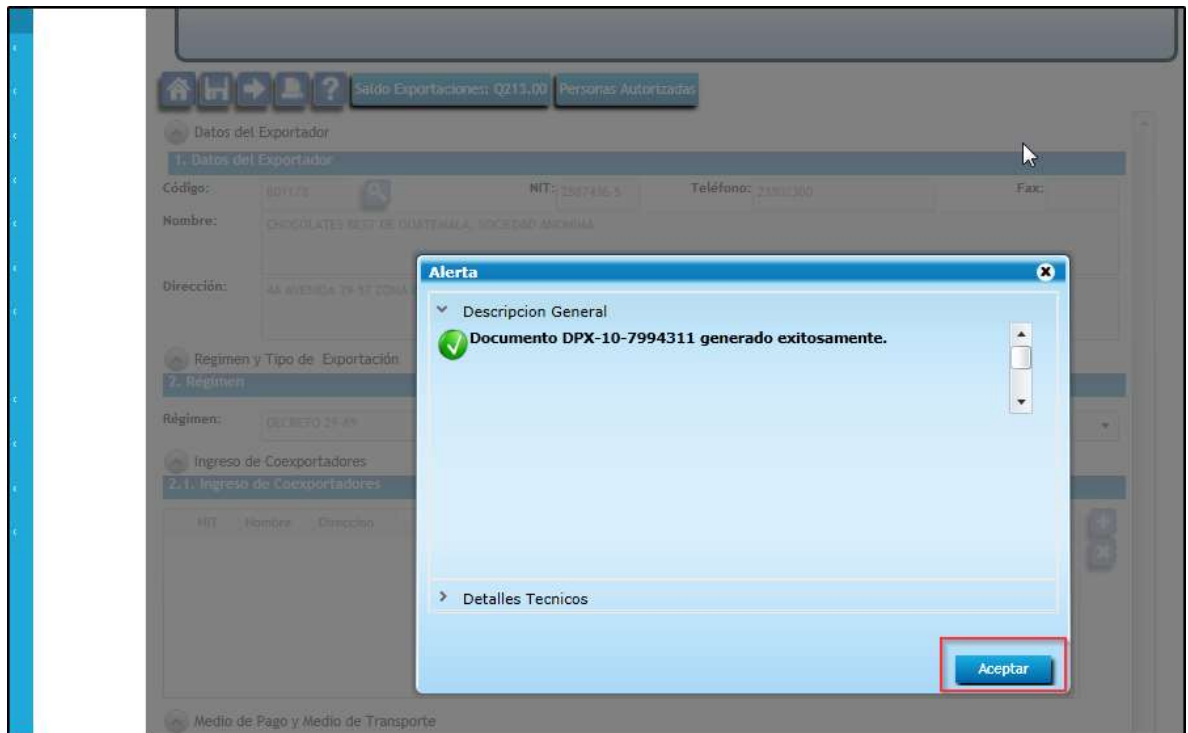 Saldo Exportaciones: Q213.00 Personas Autorizadas
Datos del Exportador
1. Datos del Exportador
Código: NIT: Teléfono: Fax:
Nombre: CHOCOLATES BEST DE GUATEMALA, SOCIEDAD ANONIMA
Dirección: 4A AVENIDA
Alerta
Descripcion General
Documento DPX-10-7994311 generado exitosamente.
Regimen y Tipo de Exportación
2. Régimen
Régimen: DECRETO 29-89
Ingreso de Coexportadores
2.1. Ingreso de Coexportadores
NIT Nombre Direccion
Detalles Tecnicos
Aceptar
Medio de Pago y Medio de Transporte